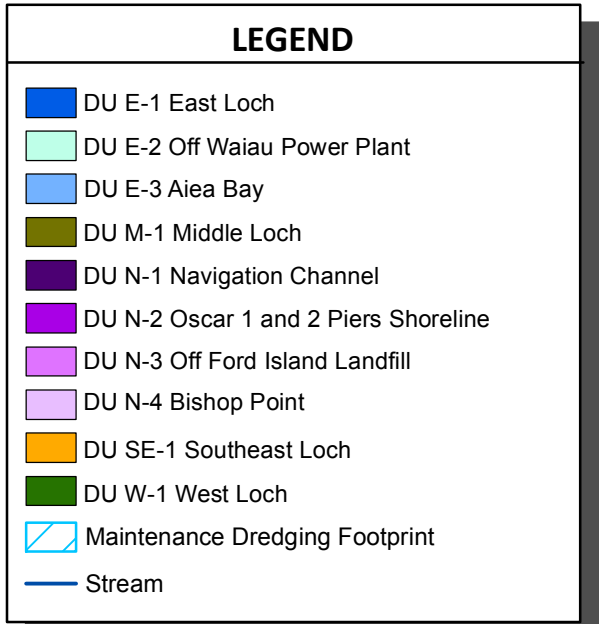 LEGEND
DU E-1 East Loch
DU E-2 Off Waiau Power Plant
DU E-3 Aiea Bay
DU M-1 Middle Loch
DU N-1 Navigation Channel
DU N-2 Oscar 1 and 2 Piers Shoreline
DU N-3 Off Ford Island Landfill
DU N-4 Bishop Point
DU SE-1 Southeast Loch
DU W-1 West Loch
Maintenance Dredging Footprint
Stream